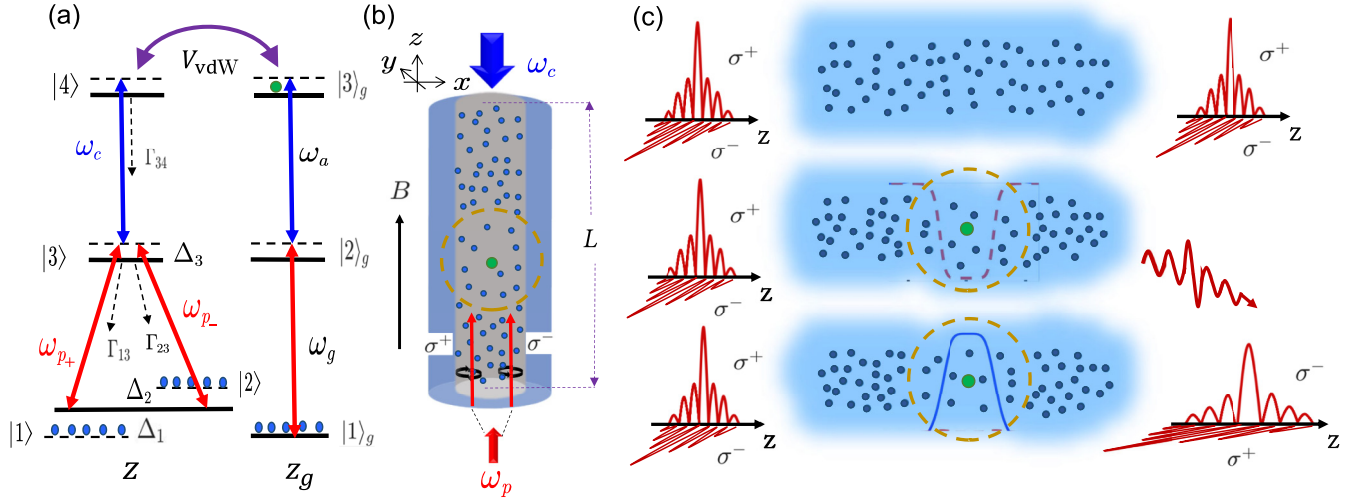 (a)
V_vdW
|4⟩
|3⟩_g
ω_c
Γ_34
ω_a
|3⟩
Δ_3
|2⟩_g
ω_p+
Γ_13
Γ_23
ω_p−
ω_g
Δ_2
|2⟩
|1⟩
Δ_1
|1⟩_g
z
z_g
(b)
z
y
x
ω_c
B
L
σ⁺
σ⁻
ω_p
(c)
σ⁺
z
σ⁻
σ⁺
z
σ⁻
σ⁺
z
σ⁻
σ⁺
z
σ⁻
σ⁻
z
σ⁺